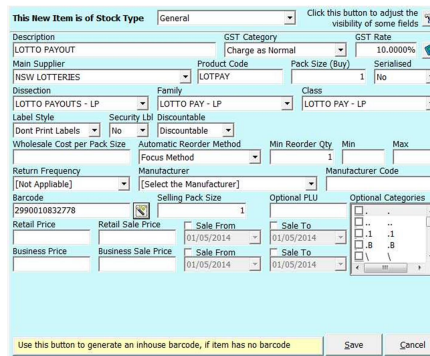 This New Item is of Stock Type General Click this button to adjust the
visibility of some fields
Description GST Category GST Rate
LOTTO PAYOUT Charge as Normal 10.0000%
Main Supplier Product Code Pack Size (Buy) Serialised
NSW LOTTERIES LOTPAY 1 No
Dissection Family Class
LOTTO PAYOUTS - LP LOTTO PAY - LP LOTTO PAY - LP
Label Style Security Lbl Discountable
Dont Print Labels No Discountable
Wholesale Cost per Pack Size Automatic Reorder Method Min Reorder Qty Min Max
Focus Method 1
Return Frequency Manufacturer Manufacturer Code
[Not Appliable] [Select the Manufacturer]
Barcode Selling Pack Size Optional PLU Optional Categories
2990010832778 1 . .
Retail Price Retail Sale Price Sale From Sale To .. ..
01/05/2014 01/05/2014 .1 .1
Business Price Business Sale Price Sale From Sale To .B .B
01/05/2014 01/05/2014 \ \
Use this button to generate an inhouse barcode, if item has no barcode Save Cancel